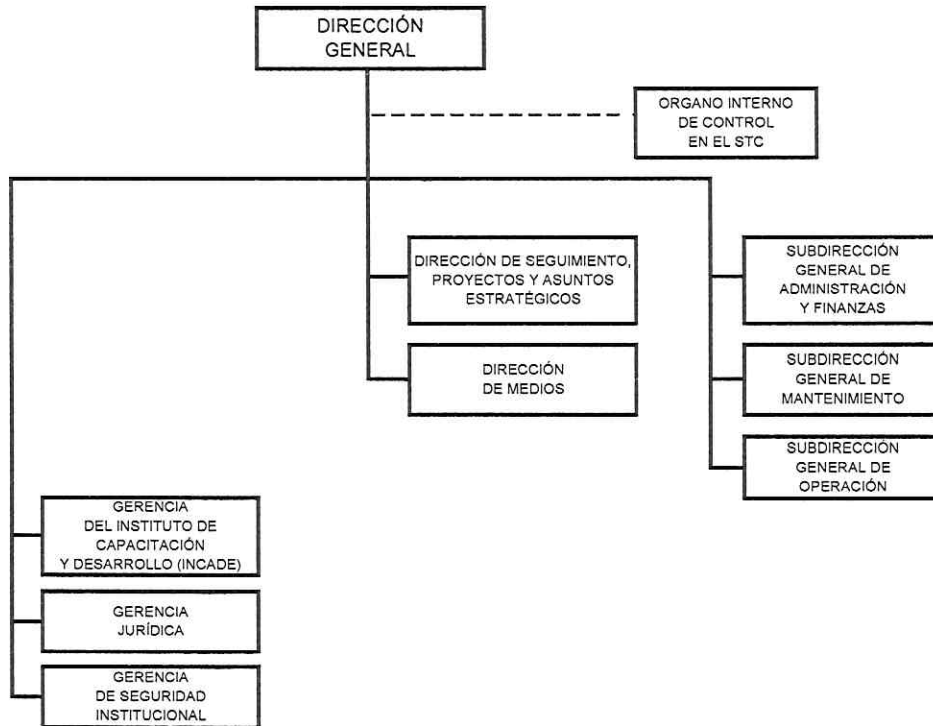 DIRECCIÓN
GENERAL
ORGANO INTERNO
DE CONTROL
EN EL STC
DIRECCIÓN DE SEGUIMIENTO,
PROYECTOS Y ASUNTOS
ESTRATÉGICOS
DIRECCIÓN
DE MEDIOS
SUBDIRECCIÓN
GENERAL DE
ADMINISTRACIÓN
Y FINANZAS
SUBDIRECCIÓN
GENERAL DE
MANTENIMIENTO
SUBDIRECCIÓN
GENERAL DE
OPERACIÓN
GERENCIA
DEL INSTITUTO DE
CAPACITACIÓN
Y DESARROLLO (INCADE)
GERENCIA
JURÍDICA
GERENCIA
DE SEGURIDAD
INSTITUCIONAL